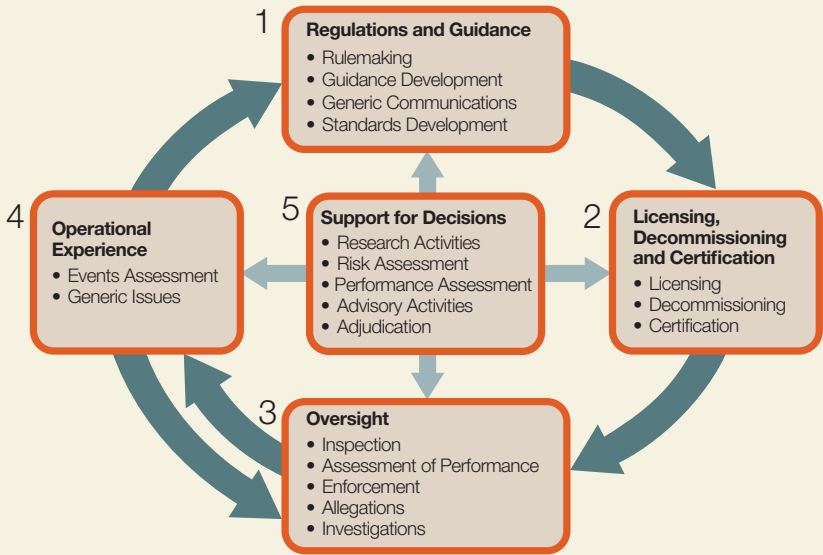 1
Regulations and Guidance
• Rulemaking
• Guidance Development
• Generic Communications
• Standards Development
2
Licensing,
Decommissioning
and Certification
• Licensing
• Decommissioning
• Certification
3
Oversight
• Inspection
• Assessment of Performance
• Enforcement
• Allegations
• Investigations
4
Operational
Experience
• Events Assessment
• Generic Issues
5
Support for Decisions
• Research Activities
• Risk Assessment
• Performance Assessment
• Advisory Activities
• Adjudication